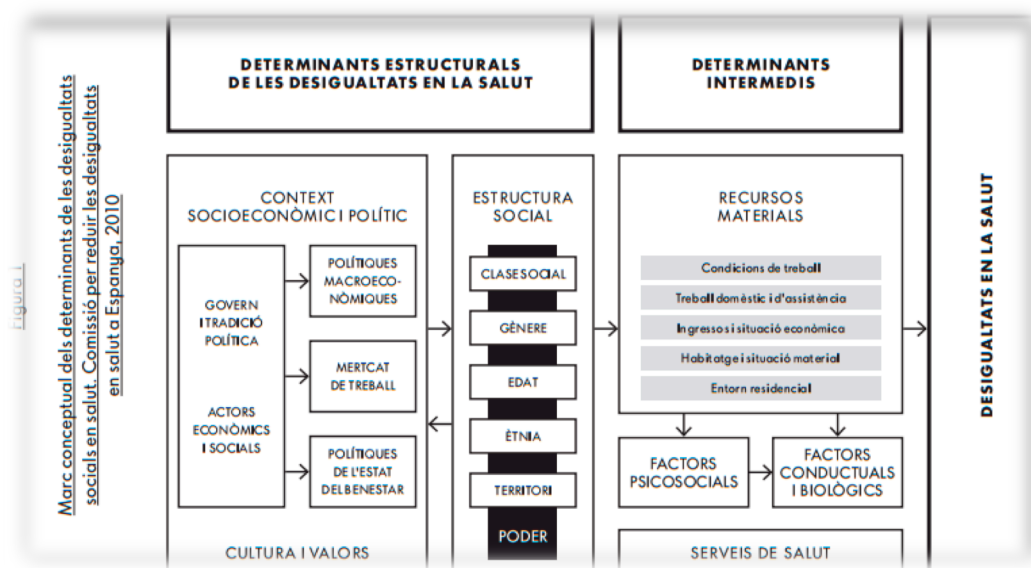 Figura 1
Marc conceptual dels determinants de les desigualtats
socials en salut. Comissió per reduir les desigualtats
en salut a Espanya, 2010
DETERMINANTS ESTRUCTURALS
DE LES DESIGUALTATS EN LA SALUT
DETERMINANTS
INTERMEDIS
CONTEXT
SOCIOECONÒMIC I POLÍTIC
GOVERN
I TRADICIÓ
POLÍTICA
ACTORS
ECONÒMICS
I SOCIALS
POLÍTIQUES
MACROECO-
NÒMIQUES
MERTCAT
DE TREBALL
POLÍTIQUES
DE L'ESTAT
DEL BENESTAR
CULTURA I VALORS
ESTRUCTURA
SOCIAL
CLASE SOCIAL
GÈNERE
EDAT
ÈTNIA
TERRITORI
PODER
RECURSOS
MATERIALS
Condicions de treball
Treball domèstic i d'assistència
Ingressos i situació econòmica
Habitatge i situació material
Entorn residencial
FACTORS
PSICOSOCIALS
FACTORS
CONDUCTUALS
I BIOLÒGICS
SERVEIS DE SALUT
DESIGUALTATS EN LA SALUT